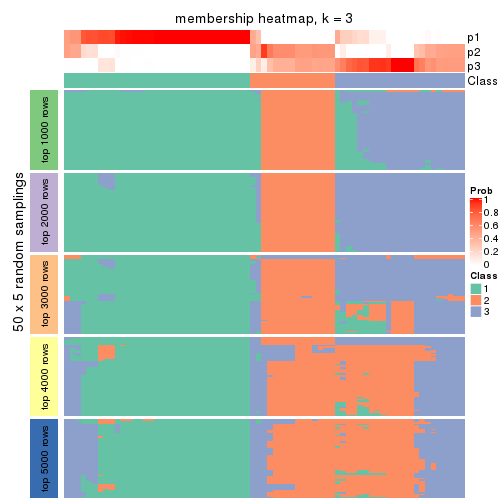 membership heatmap, k = 3
p1
p2
p3
Class
50 x 5 random samplings
top 1000 rows
top 2000 rows
top 3000 rows
top 4000 rows
top 5000 rows
Prob
1
0.8
0.6
0.4
0.2
0
Class
1
2
3